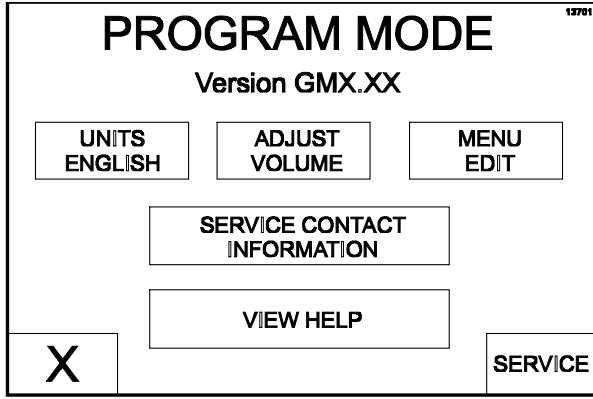 13701
PROGRAM MODE
Version GMX.XX
UNITS
ENGLISH
ADJUST
VOLUME
MENU
EDIT
SERVICE CONTACT
INFORMATION
VIEW HELP
X
SERVICE